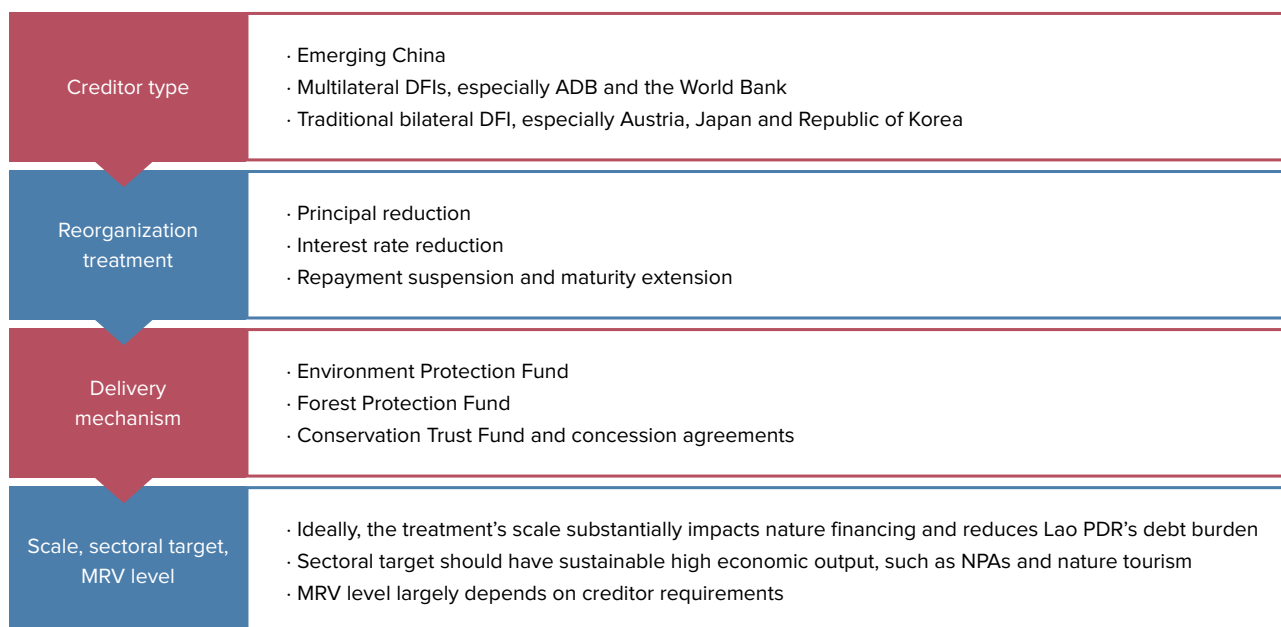 Creditor type
· Emerging China
· Multilateral DFIs, especially ADB and the World Bank
· Traditional bilateral DFI, especially Austria, Japan and Republic of Korea
Reorganization
treatment
· Principal reduction
· Interest rate reduction
· Repayment suspension and maturity extension
Delivery
mechanism
· Environment Protection Fund
· Forest Protection Fund
· Conservation Trust Fund and concession agreements
Scale, sectoral target,
MRV level
· Ideally, the treatment’s scale substantially impacts nature financing and reduces Lao PDR’s debt burden
· Sectoral target should have sustainable high economic output, such as NPAs and nature tourism
· MRV level largely depends on creditor requirements